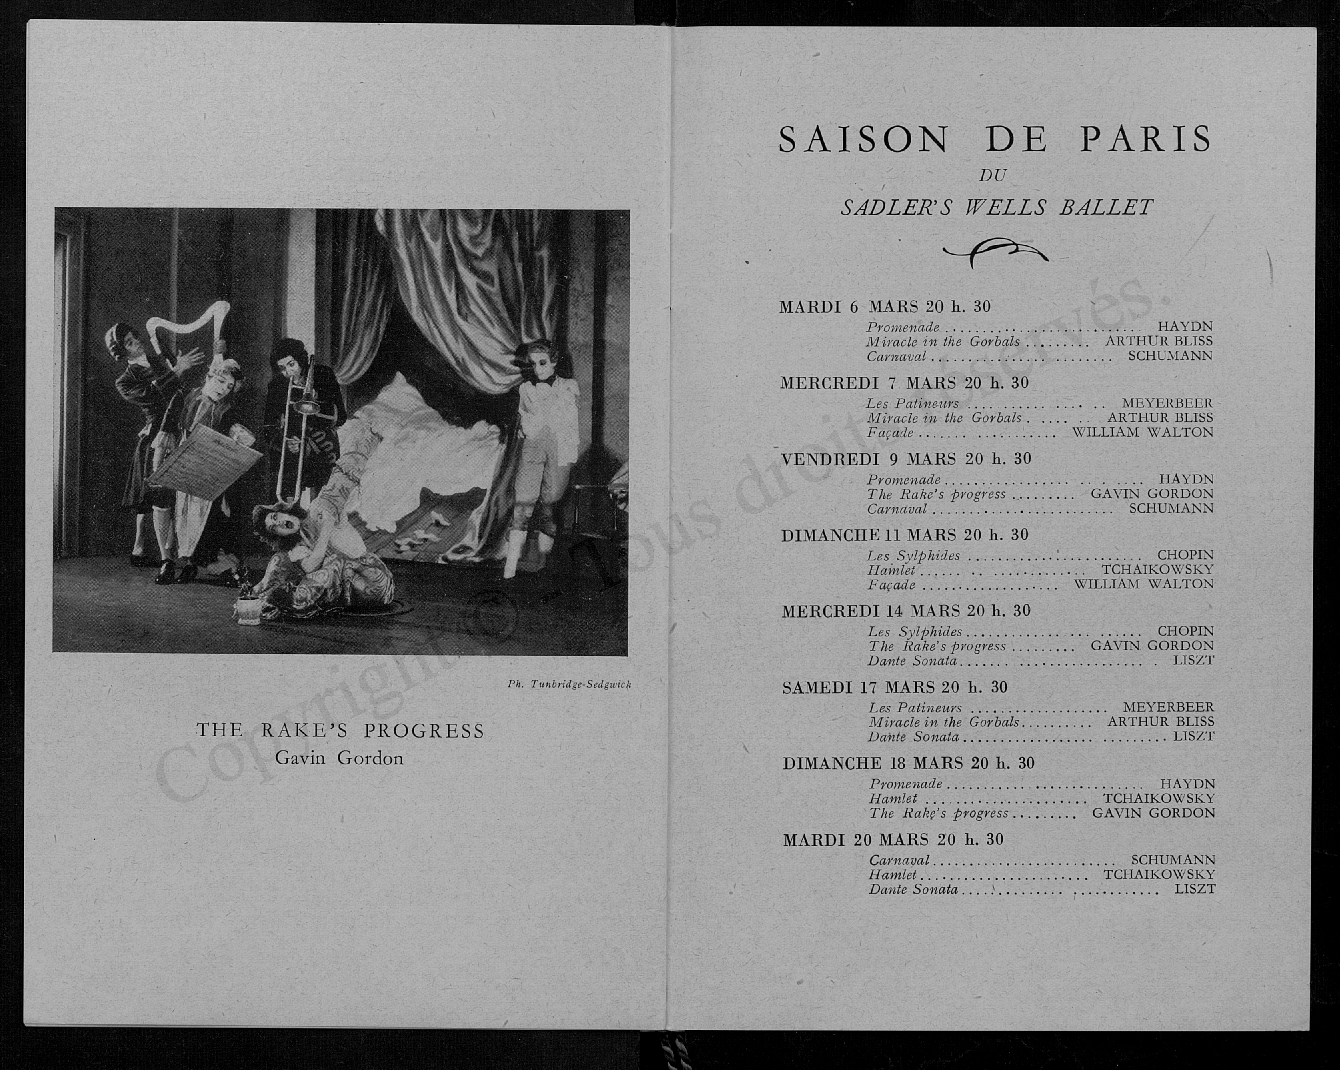 Ph. Tunbridge-Sedgwick
THE RAKE'S PROGRESS
Gavin Gordon
SAISON DE PARIS
DU
SADLER'S WELLS BALLET
MARDI 6 MARS 20 h. 30
Promenade .......................... HAYDN
Miracle in the Gorbals ......... ARTHUR BLISS
Carnaval ......................... SCHUMANN
MERCREDI 7 MARS 20 h. 30
Les Patineurs ................... MEYERBEER
Miracle in the Gorbals ......... ARTHUR BLISS
Façade ................... WILLIAM WALTON
VENDREDI 9 MARS 20 h. 30
Promenade .......................... HAYDN
The Rake's progress ......... GAVIN GORDON
Carnaval ......................... SCHUMANN
DIMANCHE 11 MARS 20 h. 30
Les Sylphides ........................ CHOPIN
Hamlet ....................... TCHAIKOWSKY
Façade ................... WILLIAM WALTON
MERCREDI 14 MARS 20 h. 30
Les Sylphides ........................ CHOPIN
The Rake's progress ......... GAVIN GORDON
Dante Sonata ........................... LISZT
SAMEDI 17 MARS 20 h. 30
Les Patineurs ................... MEYERBEER
Miracle in the Gorbals .......... ARTHUR BLISS
Dante Sonata ........................... LISZT
DIMANCHE 18 MARS 20 h. 30
Promenade .......................... HAYDN
Hamlet ...................... TCHAIKOWSKY
The Rake's progress ......... GAVIN GORDON
MARDI 20 MARS 20 h. 30
Carnaval ......................... SCHUMANN
Hamlet ....................... TCHAIKOWSKY
Dante Sonata .......................... LISZT
Copyright © - Tous droits réservés.